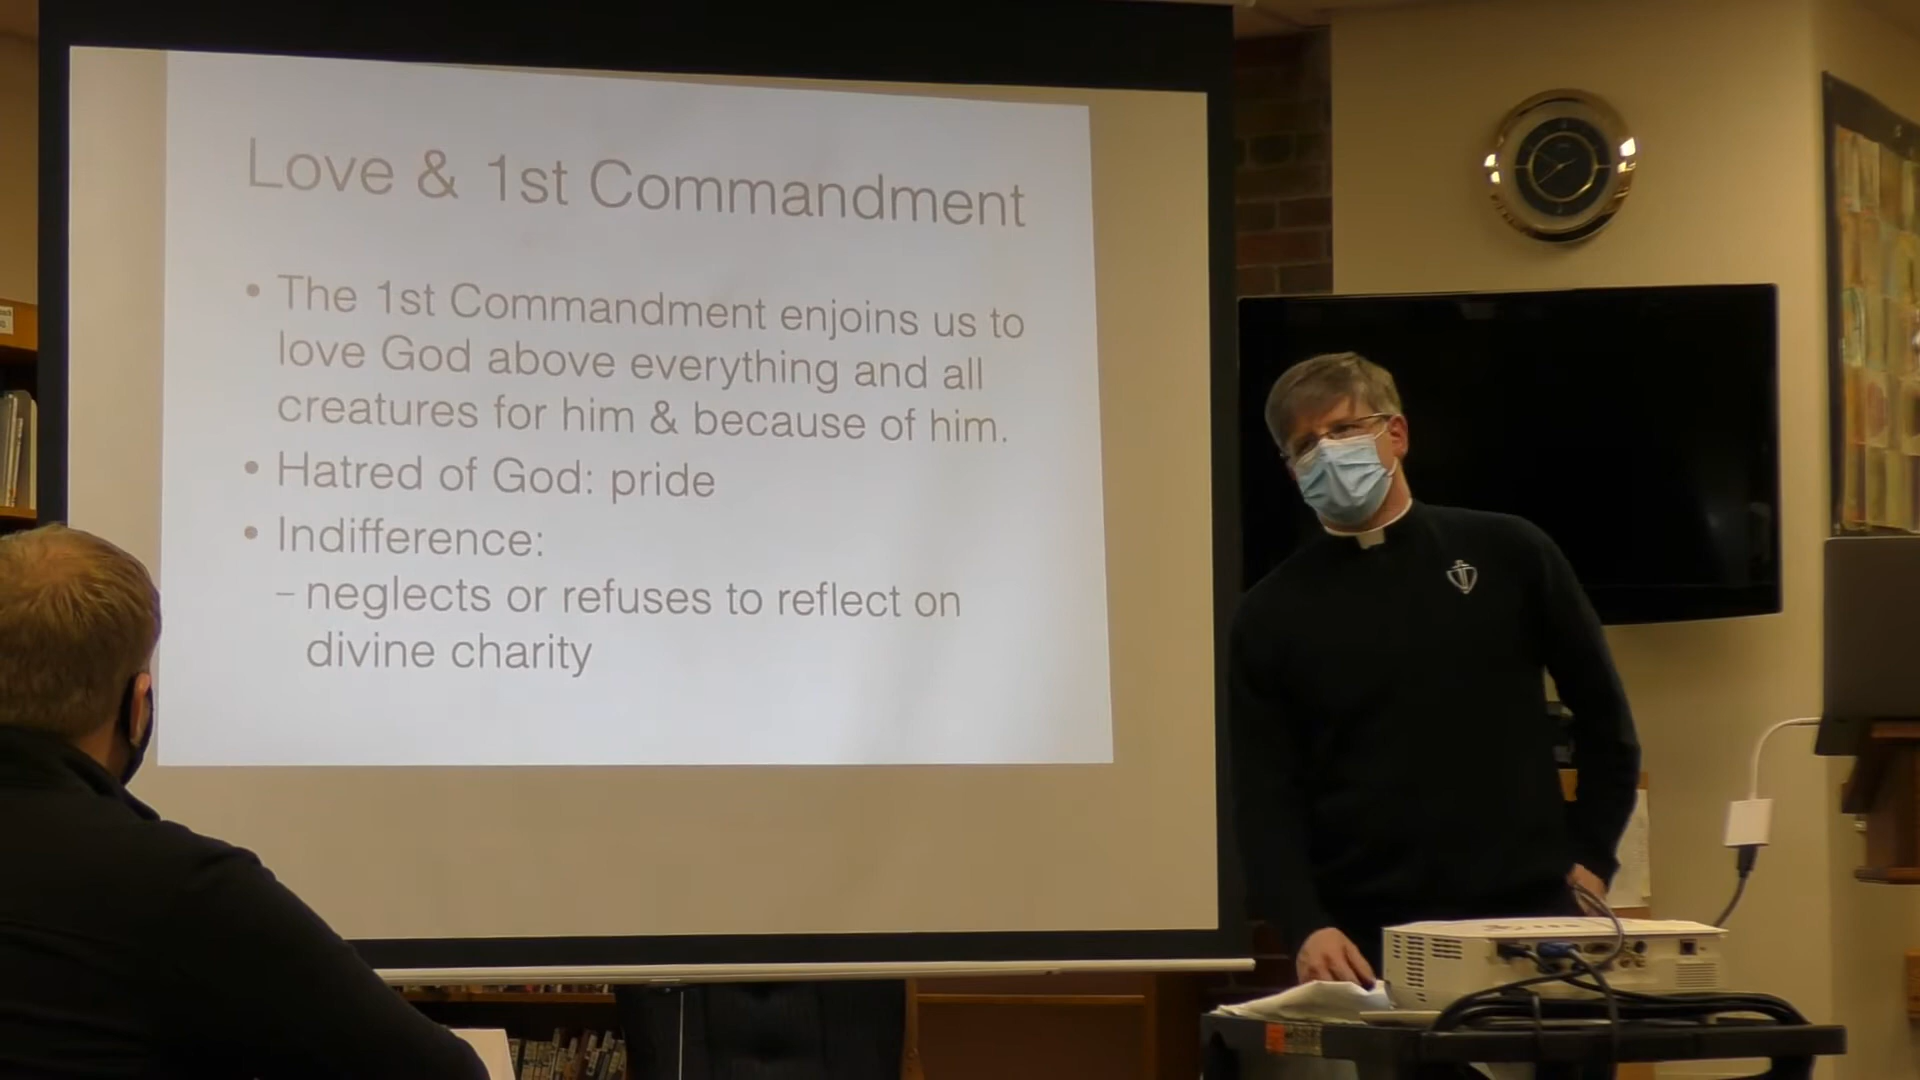 Love & 1st Commandment
• The 1st Commandment enjoins us to
love God above everything and all
creatures for him & because of him.
• Hatred of God: pride
• Indifference:
– neglects or refuses to reflect on
divine charity